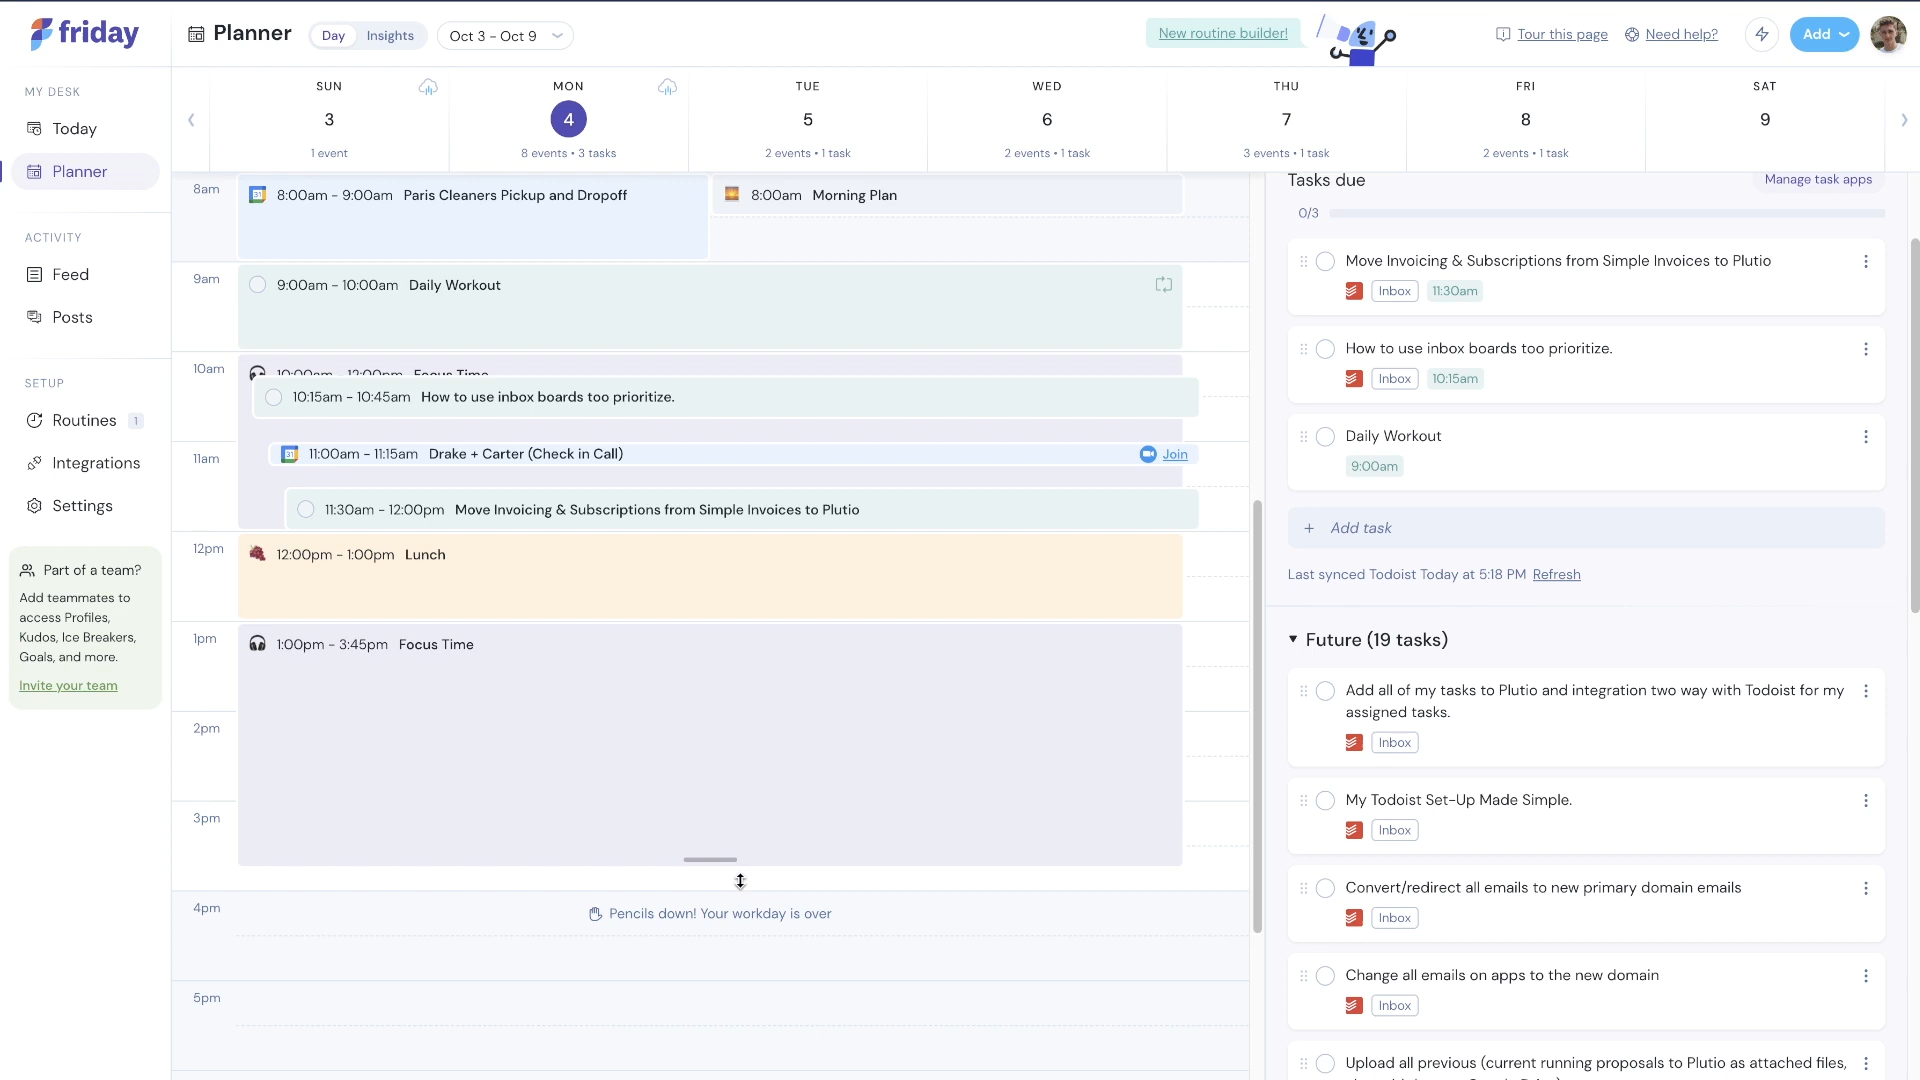 friday
Planner
Day
Insights
Oct 3 - Oct 9
New routine builder!
Tour this page
Need help?
Add
MY DESK
Today
Planner
ACTIVITY
Feed
Posts
SETUP
Routines 1
Integrations
Settings
Part of a team?
Add teammates to
access Profiles,
Kudos, Ice Breakers,
Goals, and more.
Invite your team
SUN
3
1 event
MON
4
8 events • 3 tasks
TUE
5
2 events • 1 task
WED
6
2 events • 1 task
THU
7
3 events • 1 task
FRI
8
2 events • 1 task
SAT
9
8am
8:00am - 9:00am Paris Cleaners Pickup and Dropoff
8:00am Morning Plan
9am
9:00am - 10:00am Daily Workout
10am
10:00am - 12:00pm Focus Time
10:15am - 10:45am How to use inbox boards too prioritize.
11am
31 11:00am - 11:15am Drake + Carter (Check in Call)
Join
11:30am - 12:00pm Move Invoicing & Subscriptions from Simple Invoices to Plutio
12pm
12:00pm - 1:00pm Lunch
1pm
1:00pm - 3:45pm Focus Time
2pm
3pm
4pm
Pencils down! Your workday is over
5pm
Tasks due
Manage task apps
0/3
Move Invoicing & Subscriptions from Simple Invoices to Plutio
Inbox 11:30am
How to use inbox boards too prioritize.
Inbox 10:15am
Daily Workout
9:00am
+ Add task
Last synced Todoist Today at 5:18 PM Refresh
Future (19 tasks)
Add all of my tasks to Plutio and integration two way with Todoist for my
assigned tasks.
Inbox
My Todoist Set-Up Made Simple.
Inbox
Convert/redirect all emails to new primary domain emails
Inbox
Change all emails on apps to the new domain
Inbox
Upload all previous (current running proposals to Plutio as attached files,